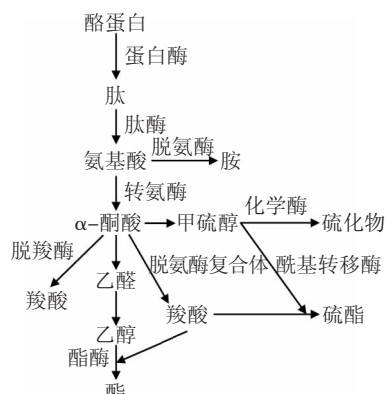 酪蛋白
蛋白酶
肽
肽酶
脱氨酶
氨基酸
胺
转氨酶
化学酶
α-酮酸
甲硫醇
硫化物
脱羧酶
脱氨酶复合体
酰基转移酶
乙醛
羧酸
羧酸
硫酯
乙醇
酯酶
酯